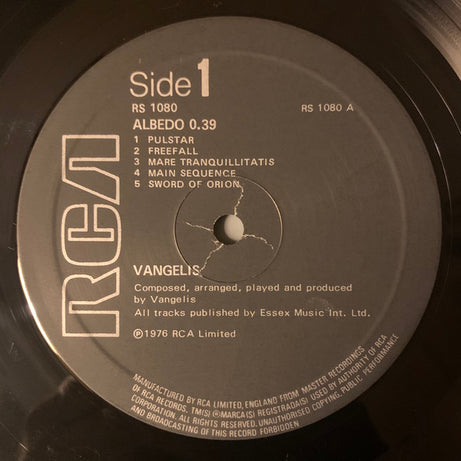 Side 1
RS 1080
RS 1080 A
ALBEDO 0.39
1 PULSTAR
2 FREEFALL
3 MARE TRANQUILLITATIS
4 MAIN SEQUENCE
5 SWORD OF ORION
RCA
VANGELIS
Composed, arranged, played and produced
by Vangelis
All tracks published by Essex Music Int. Ltd.
Ⓟ1976 RCA Limited
MANUFACTURED BY RCA LIMITED, ENGLAND FROM MASTER RECORDINGS
OF RCA RECORDS. TM(S) ®MARCA(S) REGISTRADA(S) USED BY AUTHORITY OF RCA
CORPORATION. ALL RIGHTS RESERVED. UNAUTHORISED COPYING, PUBLIC PERFORMANCE
AND BROADCASTING OF THIS RECORD FORBIDDEN